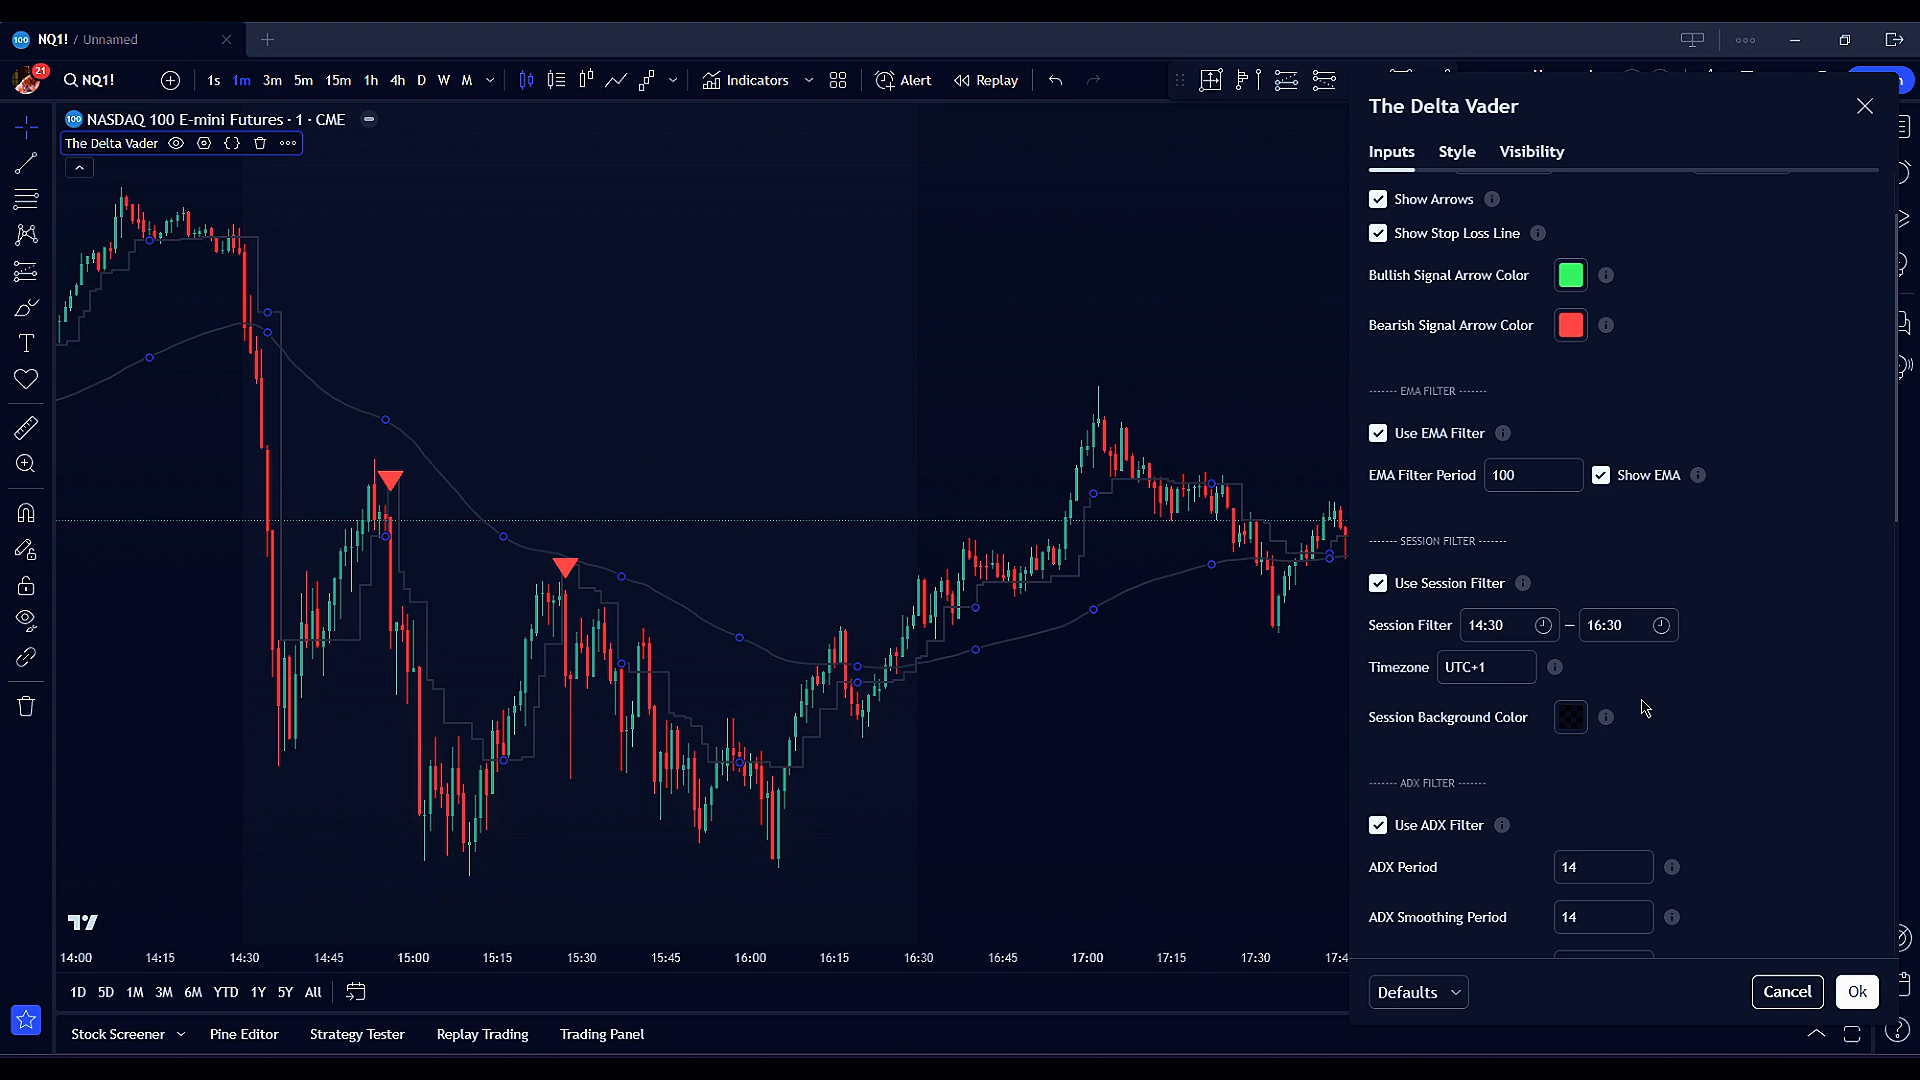 100 NQ1! / Unnamed
21 NQ1! 1s 1m 3m 5m 15m 1h 4h D W M Indicators Alert Replay
100 NASDAQ 100 E-mini Futures · 1 · CME
The Delta Vader
The Delta Vader
Inputs Style Visibility
Show Arrows
Show Stop Loss Line
Bullish Signal Arrow Color
Bearish Signal Arrow Color
------- EMA FILTER -------
Use EMA Filter
EMA Filter Period 100 Show EMA
------- SESSION FILTER -------
Use Session Filter
Session Filter 14:30 – 16:30
Timezone UTC+1
Session Background Color
------- ADX FILTER -------
Use ADX Filter
ADX Period 14
ADX Smoothing Period 14
Defaults Cancel Ok
14:00 14:15 14:30 14:45 15:00 15:15 15:30 15:45 16:00 16:15 16:30 16:45 17:00 17:15 17:30 17:4
1D 5D 1M 3M 6M YTD 1Y 5Y All
Stock Screener Pine Editor Strategy Tester Replay Trading Trading Panel